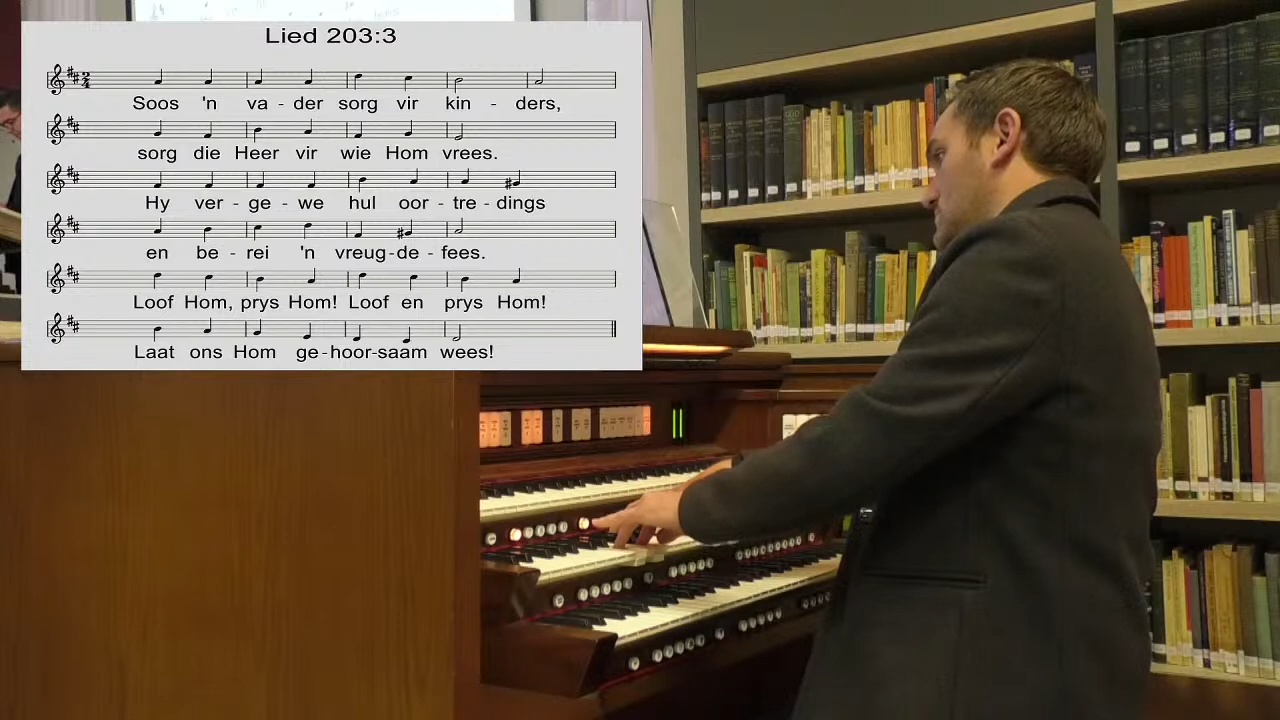 Lied 203:3
Soos 'n va - der sorg vir kin - ders,
sorg die Heer vir wie Hom vrees.
Hy ver - ge - we hul oor - tre - dings
en be - rei 'n vreug - de - fees.
Loof Hom, prys Hom! Loof en prys Hom!
Laat ons Hom ge - hoor - saam wees!